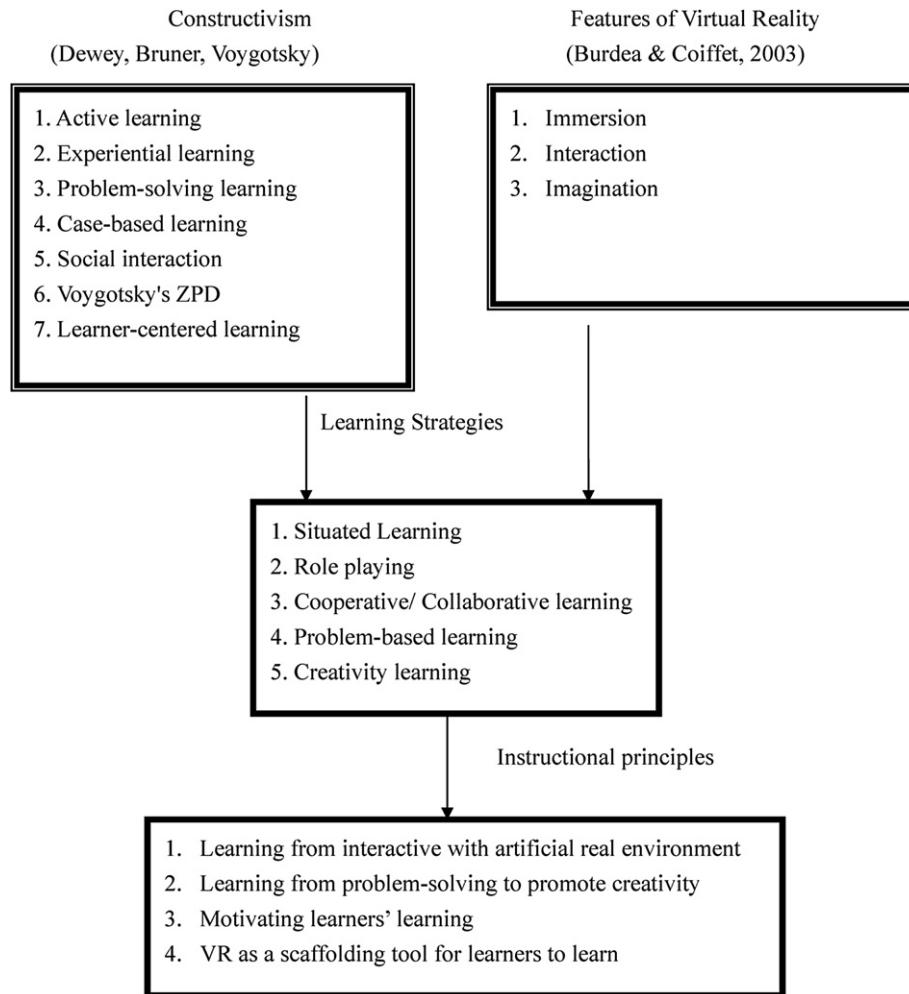 Constructivism
(Dewey, Bruner, Voygotsky)
1. Active learning
2. Experiential learning
3. Problem-solving learning
4. Case-based learning
5. Social interaction
6. Voygotsky's ZPD
7. Learner-centered learning
Features of Virtual Reality
(Burdea & Coiffet, 2003)
1. Immersion
2. Interaction
3. Imagination
Learning Strategies
1. Situated Learning
2. Role playing
3. Cooperative/ Collaborative learning
4. Problem-based learning
5. Creativity learning
Instructional principles
1. Learning from interactive with artificial real environment
2. Learning from problem-solving to promote creativity
3. Motivating learners’ learning
4. VR as a scaffolding tool for learners to learn